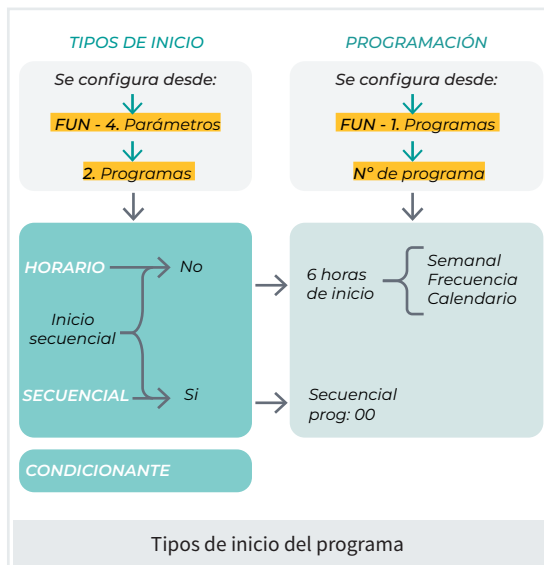 TIPOS DE INICIO
Se configura desde:
FUN - 4. Parámetros
2. Programas
HORARIO
No
Inicio
secuencial
SECUENCIAL
Si
CONDICIONANTE
PROGRAMACIÓN
Se configura desde:
FUN - 1. Programas
Nº de programa
6 horas
de inicio
Semanal
Frecuencia
Calendario
Secuencial
prog: 00
Tipos de inicio del programa